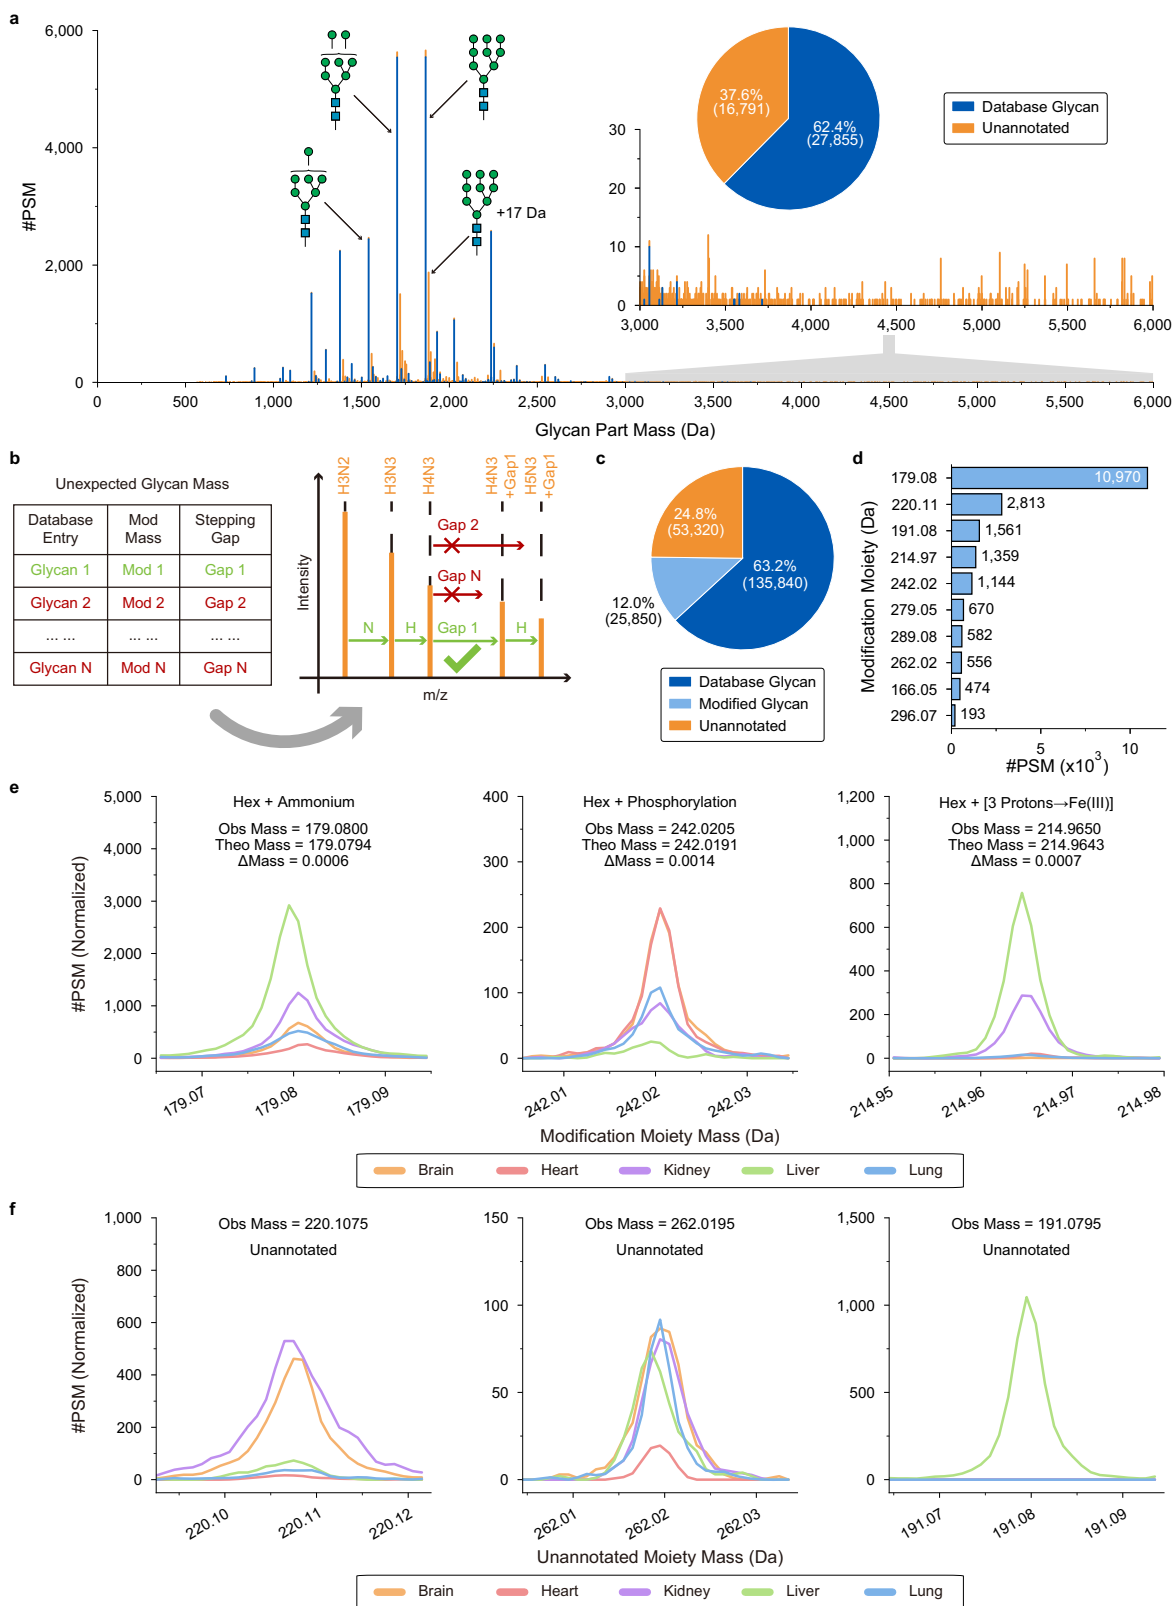 a
6,000
4,000
2,000
0
#PSM
+17 Da
37.6%
(16,791)
62.4%
(27,855)
Database Glycan
Unannotated
30
20
10
0
3,000
3,500
4,000
4,500
5,000
5,500
6,000
0
500
1,000
1,500
2,000
2,500
3,000
3,500
4,000
4,500
5,000
5,500
6,000
Glycan Part Mass (Da)
b
Unexpected Glycan Mass
Database Entry
Mod Mass
Stepping Gap
Glycan 1
Mod 1
Gap 1
Glycan 2
Mod 2
Gap 2
... ...
... ...
... ...
Glycan N
Mod N
Gap N
Intensity
H3N2
H3N3
H4N3
H4N3
+Gap1
H5N3
+Gap1
Gap 2
Gap N
N
H
Gap 1
H
m/z
c
24.8%
(53,320)
63.2%
(135,840)
12.0%
(25,850)
Database Glycan
Modified Glycan
Unannotated
d
Modification Moiety (Da)
179.08
10,970
220.11
2,813
191.08
1,561
214.97
1,359
242.02
1,144
279.05
670
289.08
582
262.02
556
166.05
474
296.07
193
0
5
10
#PSM (x10³)
e
#PSM (Normalized)
5,000
4,000
3,000
2,000
1,000
0
Hex + Ammonium
Obs Mass = 179.0800
Theo Mass = 179.0794
ΔMass = 0.0006
179.07
179.08
179.09
400
300
200
100
0
Hex + Phosphorylation
Obs Mass = 242.0205
Theo Mass = 242.0191
ΔMass = 0.0014
242.01
242.02
242.03
1,200
1,000
800
600
400
200
0
Hex + [3 Protons→Fe(III)]
Obs Mass = 214.9650
Theo Mass = 214.9643
ΔMass = 0.0007
214.95
214.96
214.97
214.98
Modification Moiety Mass (Da)
Brain
Heart
Kidney
Liver
Lung
f
#PSM (Normalized)
1,000
800
600
400
200
0
Obs Mass = 220.1075
Unannotated
220.10
220.11
220.12
150
100
50
0
Obs Mass = 262.0195
Unannotated
262.01
262.02
262.03
1,500
1,000
500
0
Obs Mass = 191.0795
Unannotated
191.07
191.08
191.09
Unannotated Moiety Mass (Da)
Brain
Heart
Kidney
Liver
Lung